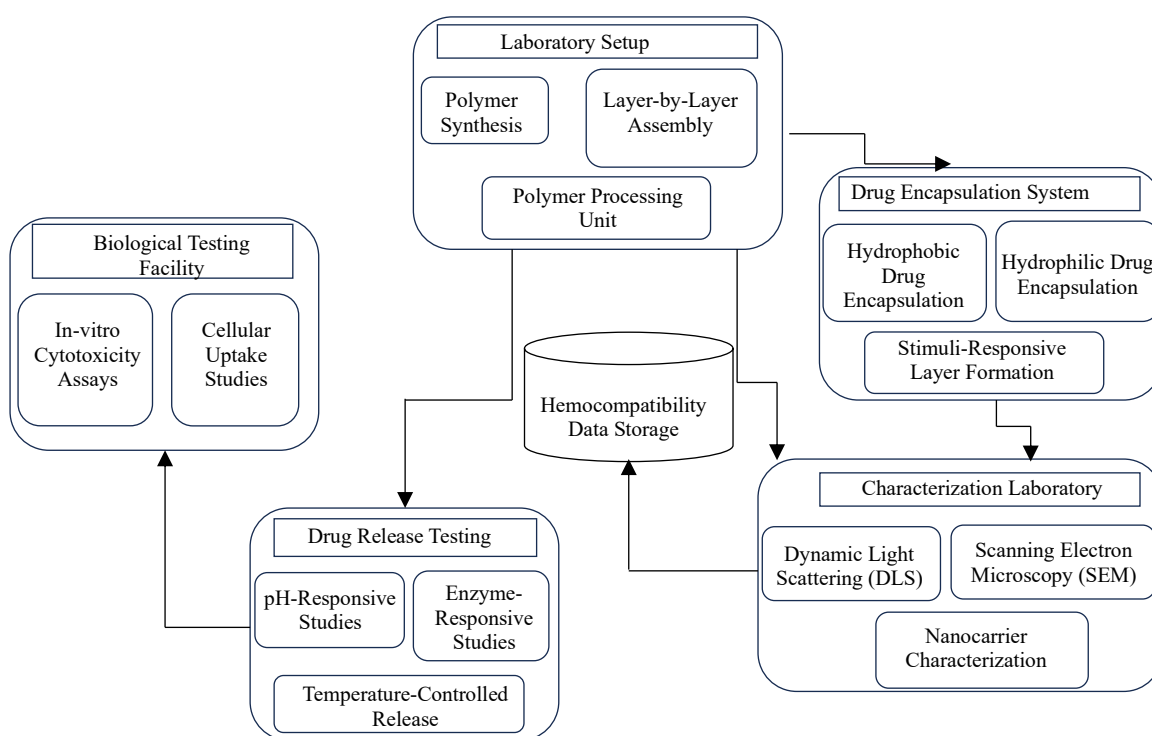 Laboratory Setup
Polymer
Synthesis
Layer-by-Layer
Assembly
Polymer Processing
Unit
Drug Encapsulation System
Hydrophobic
Drug
Encapsulation
Hydrophilic Drug
Encapsulation
Stimuli-Responsive
Layer Formation
Biological Testing
Facility
In-vitro
Cytotoxicity
Assays
Cellular
Uptake
Studies
Hemocompatibility
Data Storage
Characterization Laboratory
Dynamic Light
Scattering (DLS)
Scanning Electron
Microscopy (SEM)
Nanocarrier
Characterization
Drug Release Testing
pH-Responsive
Studies
Enzyme-
Responsive
Studies
Temperature-Controlled
Release